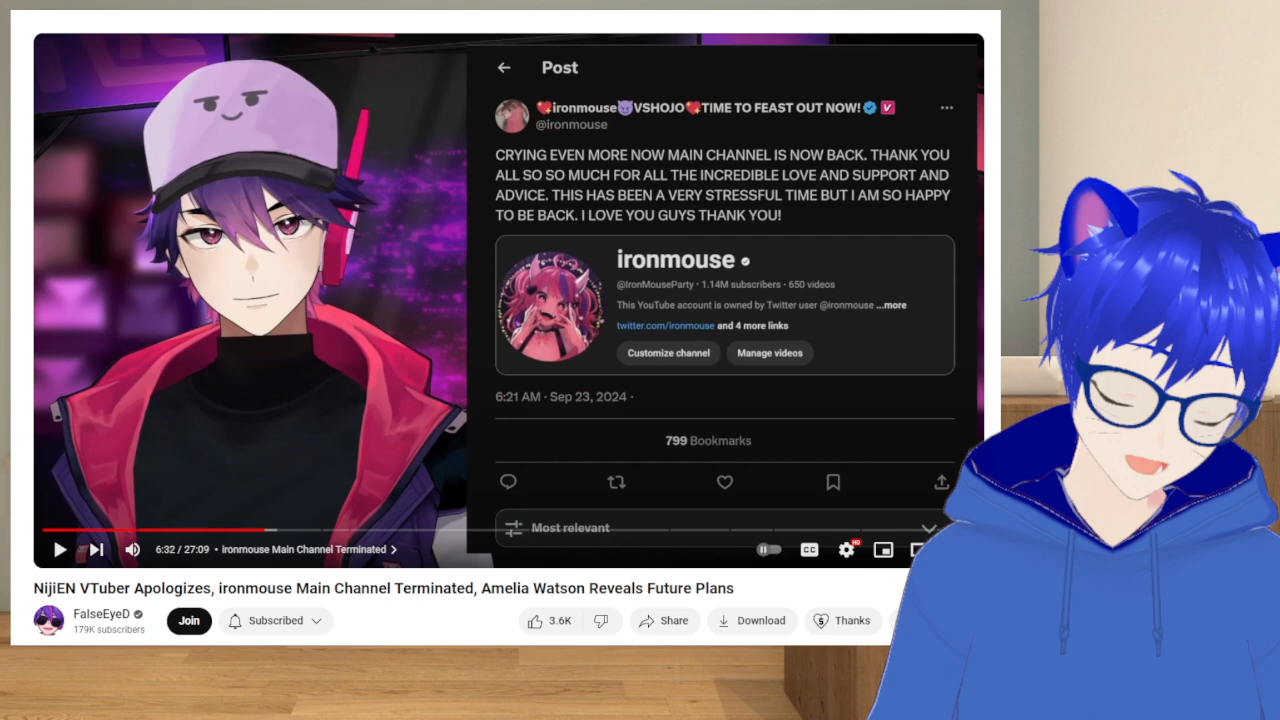 Post
💖ironmouse😈VSHOJO💖TIME TO FEAST OUT NOW!
@ironmouse
CRYING EVEN MORE NOW MAIN CHANNEL IS NOW BACK. THANK YOU
ALL SO SO MUCH FOR ALL THE INCREDIBLE LOVE AND SUPPORT AND
ADVICE. THIS HAS BEEN A VERY STRESSFUL TIME BUT I AM SO HAPPY
TO BE BACK. I LOVE YOU GUYS THANK YOU!
ironmouse
@IronMouseParty · 1.14M subscribers · 650 videos
This YouTube account is owned by Twitter user @ironmouse ...more
twitter.com/ironmouse and 4 more links
Customize channel Manage videos
6:21 AM · Sep 23, 2024 ·
799 Bookmarks
Most relevant
6:32 / 27:09 • ironmouse Main Channel Terminated
CC
HD
NijiEN VTuber Apologizes, ironmouse Main Channel Terminated, Amelia Watson Reveals Future Plans
FalseEyeD
179K subscribers
Join
Subscribed
3.6K
Share
Download
Thanks